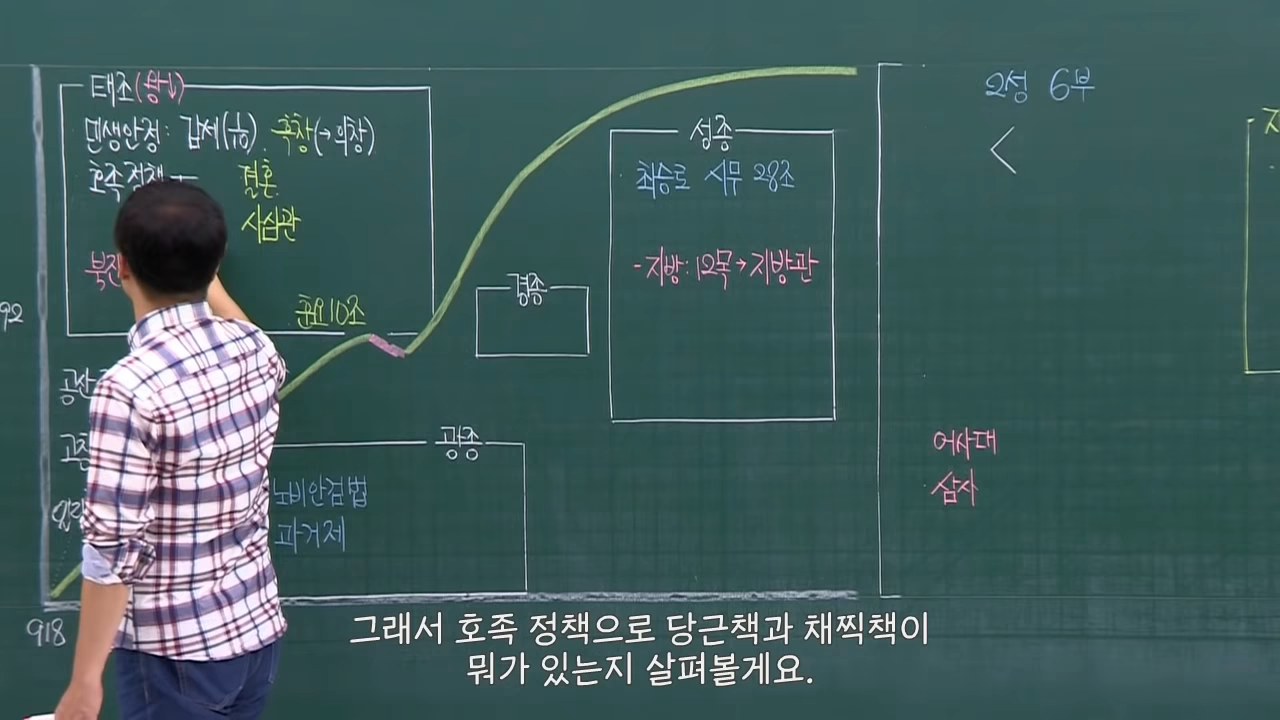 태조(왕↓)
민생안정: 감세(1/10). 흑창(→의창)
호족정책 결혼
사심관
북진
훈요10조
92
공산
고창
918
광종
노비안검법
과거제
경종
성종
최승로 시무 28조
-지방: 12목→지방관
2성 6부
<
어사대
삼사
그래서 호족 정책으로 당근책과 채찍책이
뭐가 있는지 살펴볼게요.